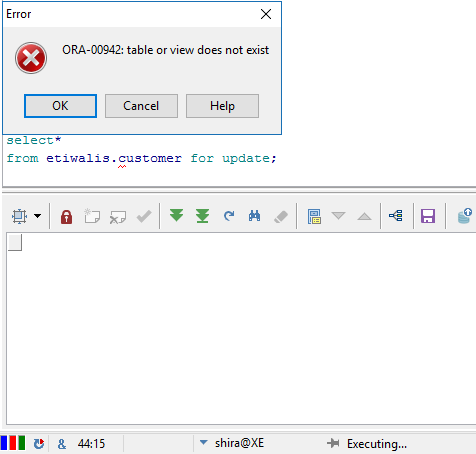 Error
ORA-00942: table or view does not exist
OK
Cancel
Help
select*
from etiwalis.customer for update;
&
44:15
shira@XE
Executing...